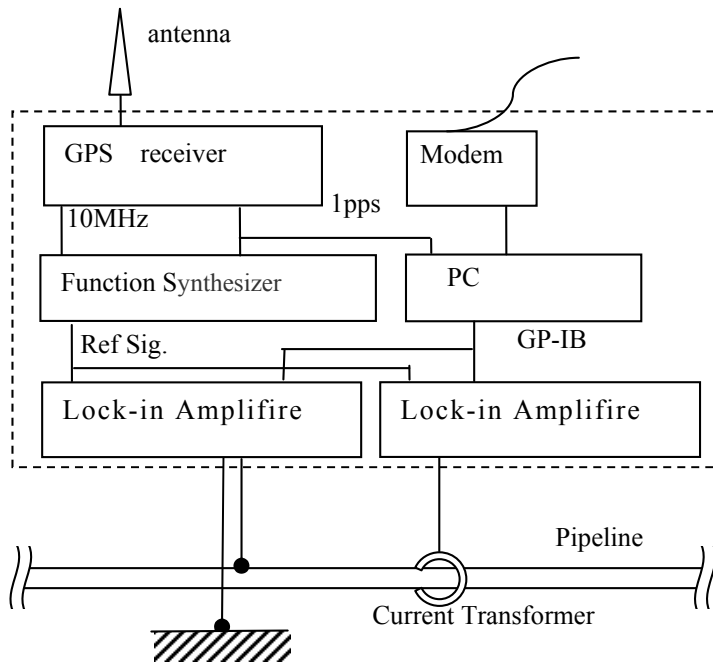 antenna
GPS receiver
Modem
10MHz
1pps
Function Synthesizer
PC
Ref Sig.
GP-IB
Lock-in Amplifire
Lock-in Amplifire
Pipeline
Current Transformer